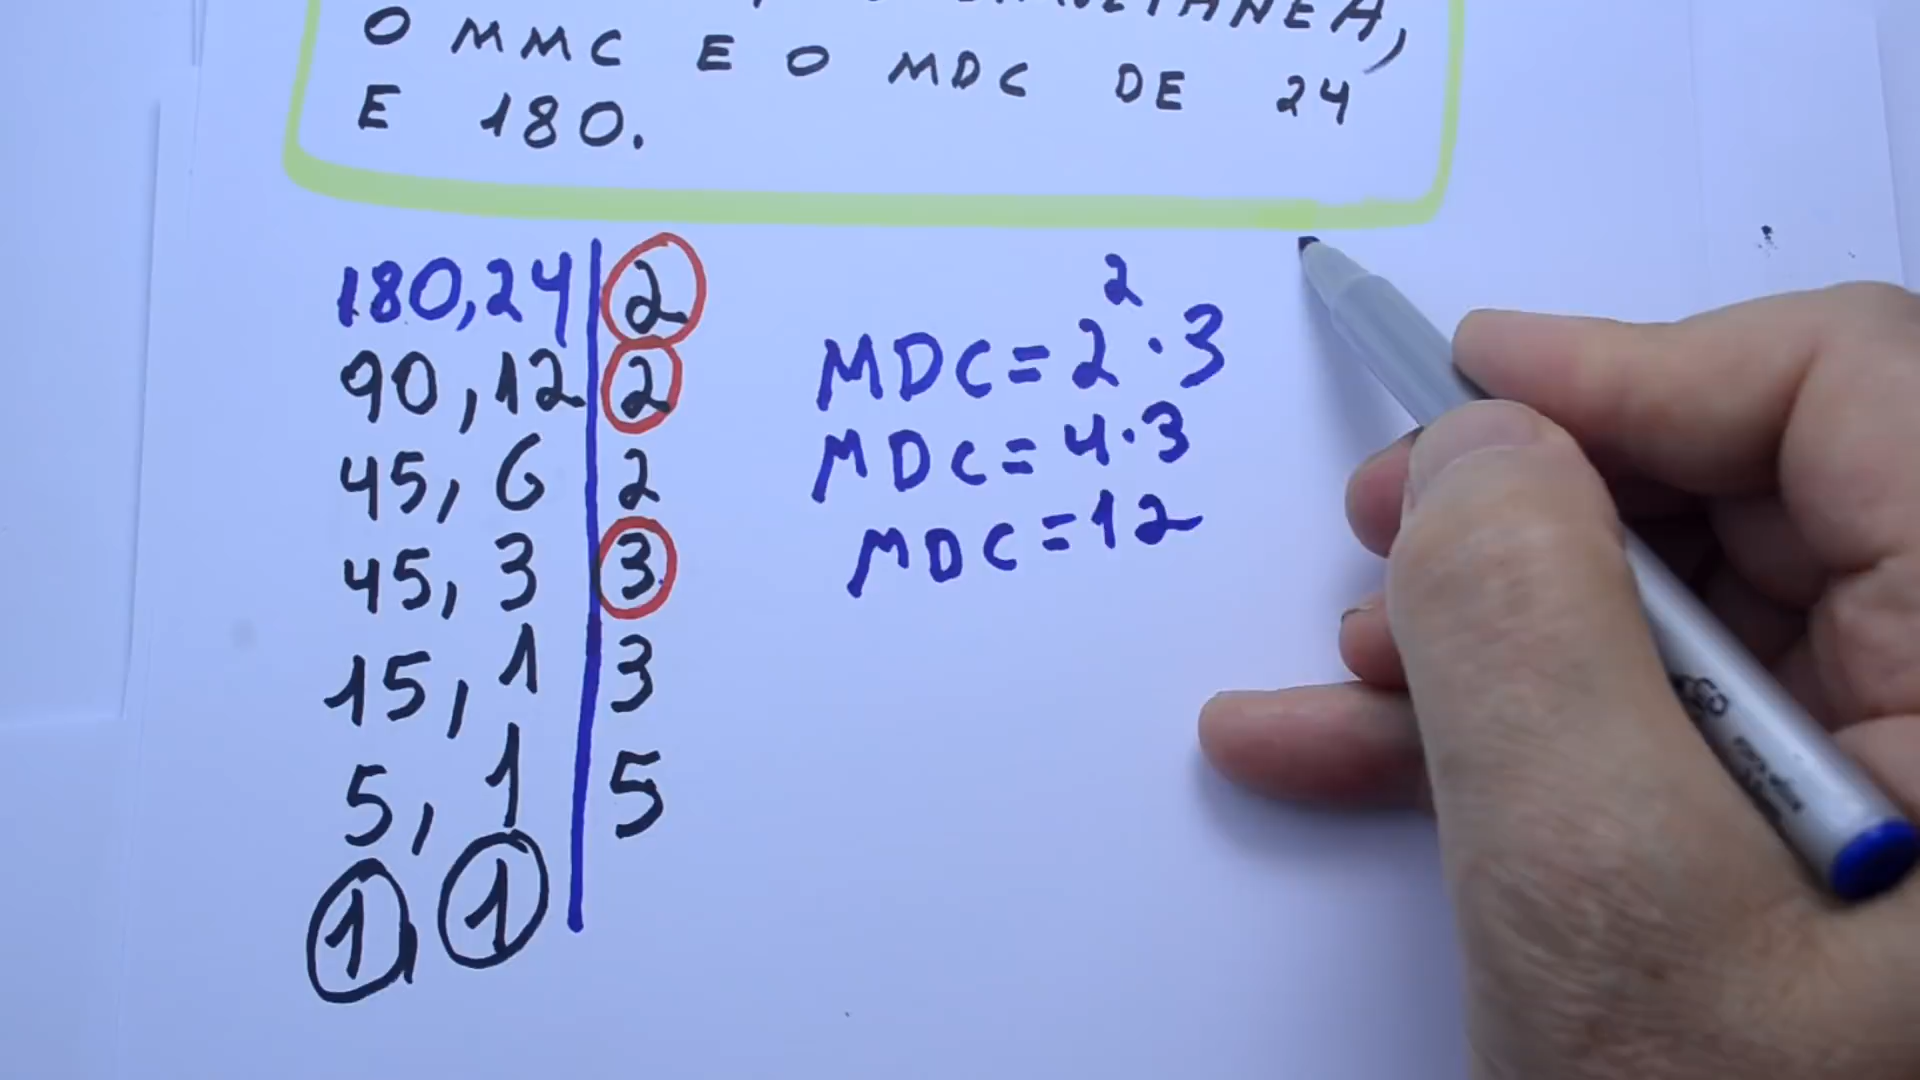 SIMULTÂNEA,
O MMC E O MDC DE 24
E 180.
180,24 2
90,12 2
45,6 2
45,3 3
15,1 3
5,1 5
1,1
MDC=2²·3
MDC=4·3
MDC=12